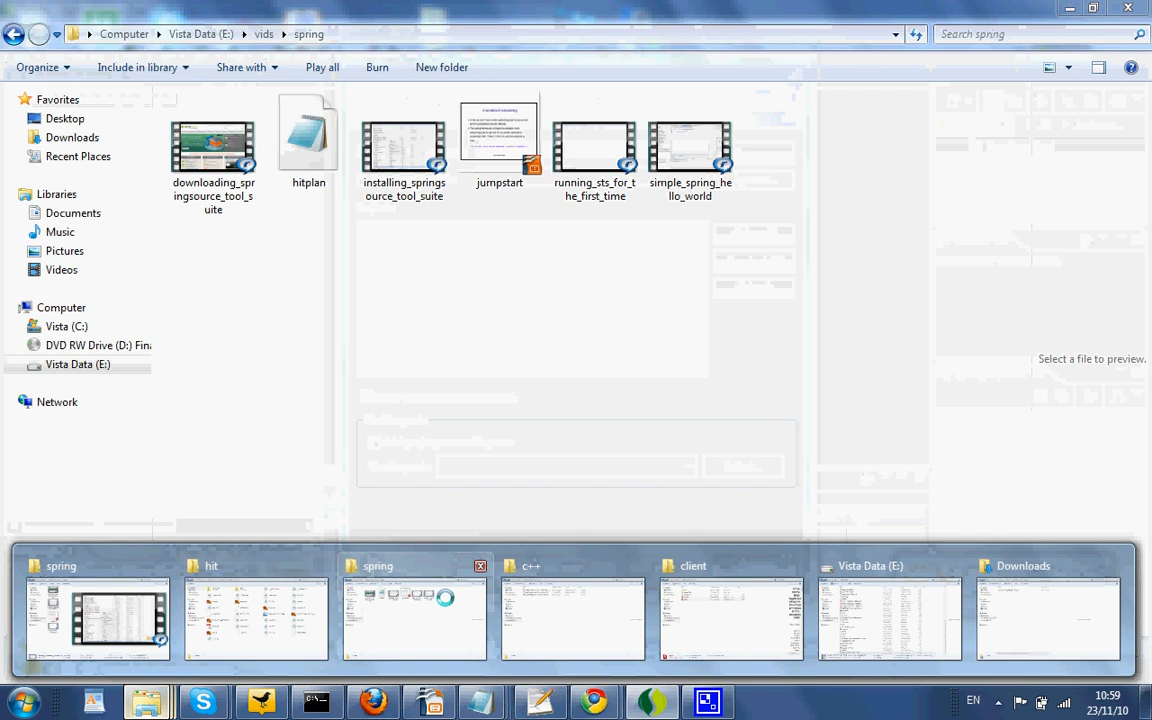 Computer Vista Data (E:) vids spring
Search spring
Organize Include in library Share with Play all Burn New folder
Favorites
Desktop
Downloads
Recent Places
Libraries
Documents
Music
Pictures
Videos
Computer
Vista (C:)
DVD RW Drive (D:) Fina
Vista Data (E:)
Network
downloading_spr
ingsource_tool_s
uite
hitplan
installing_springs
ource_tool_suite
jumpstart
running_sts_for_t
he_first_time
simple_spring_he
llo_world
Select a file to preview.
spring
hit
spring
c++
client
Vista Data (E:)
Downloads
EN
10:59
23/11/10